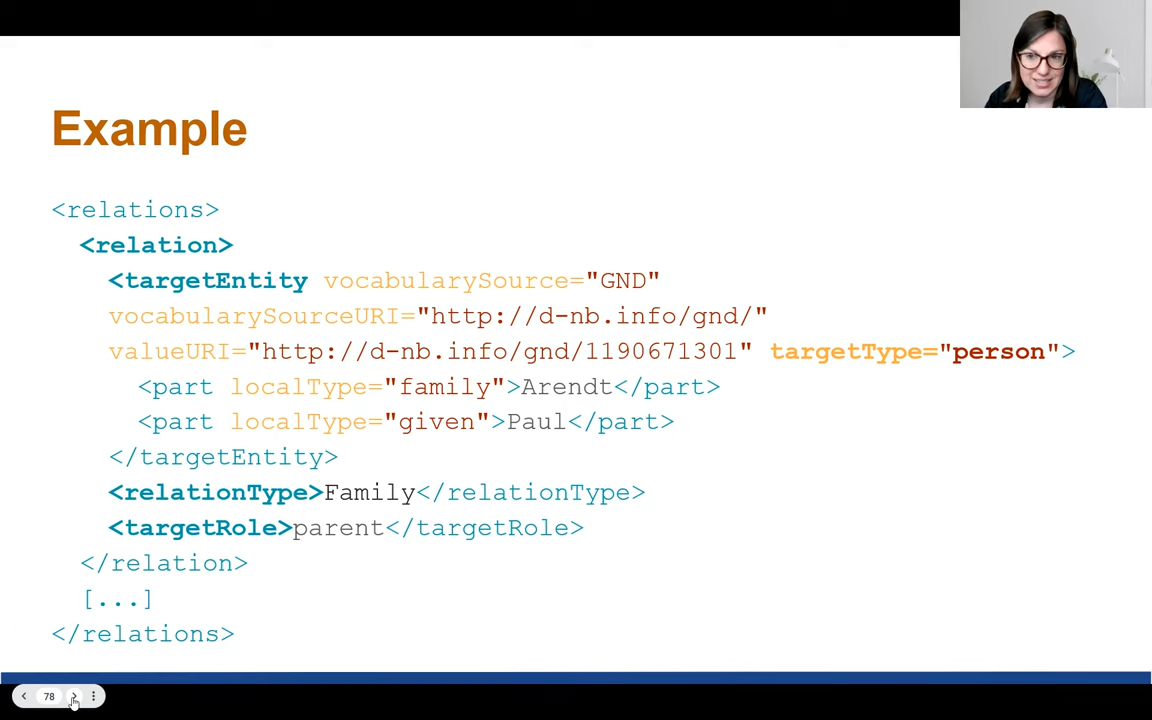 Example
<relations>
<relation>
<targetEntity vocabularySource="GND"
vocabularySourceURI="http://d-nb.info/gnd/"
valueURI="http://d-nb.info/gnd/1190671301" targetType="person">
<part localType="family">Arendt</part>
<part localType="given">Paul</part>
</targetEntity>
<relationType>Family</relationType>
<targetRole>parent</targetRole>
</relation>
[...]
</relations>
78